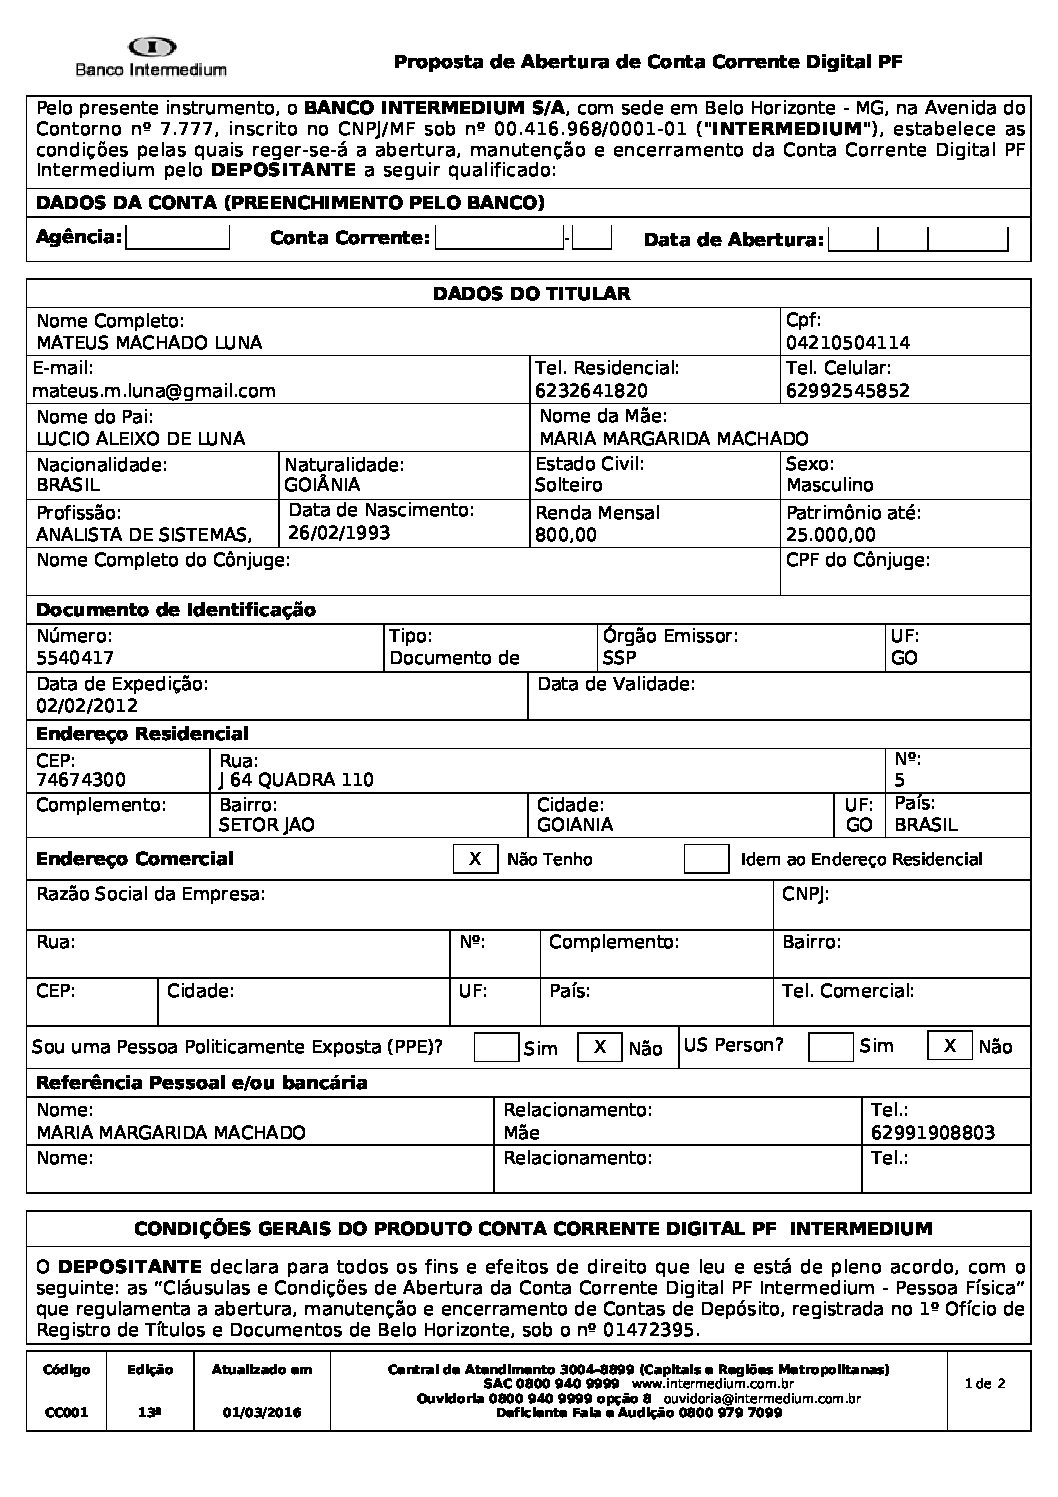 Banco Intermedium
Proposta de Abertura de Conta Corrente Digital PF
Pelo presente instrumento, o BANCO INTERMEDIUM S/A, com sede em Belo Horizonte - MG, na Avenida do
Contorno nº 7.777, inscrito no CNPJ/MF sob nº 00.416.968/0001-01 ("INTERMEDIUM"), estabelece as
condições pelas quais reger-se-á a abertura, manutenção e encerramento da Conta Corrente Digital PF
Intermedium pelo DEPOSITANTE a seguir qualificado:
DADOS DA CONTA (PREENCHIMENTO PELO BANCO)
Agência: Conta Corrente: - Data de Abertura:
DADOS DO TITULAR
Nome Completo: Cpf:
MATEUS MACHADO LUNA 04210504114
E-mail: Tel. Residencial: Tel. Celular:
mateus.m.luna@gmail.com 6232641820 62992545852
Nome do Pai: Nome da Mãe:
LUCIO ALEIXO DE LUNA MARIA MARGARIDA MACHADO
Nacionalidade: Naturalidade: Estado Civil: Sexo:
BRASIL GOIÂNIA Solteiro Masculino
Profissão: Data de Nascimento: Renda Mensal Patrimônio até:
ANALISTA DE SISTEMAS, 26/02/1993 800,00 25.000,00
Nome Completo do Cônjuge: CPF do Cônjuge:
Documento de Identificação
Número: Tipo: Órgão Emissor: UF:
5540417 Documento de SSP GO
Data de Expedição: Data de Validade:
02/02/2012
Endereço Residencial
CEP: Rua: Nº:
74674300 J 64 QUADRA 110 5
Complemento: Bairro: Cidade: UF: País:
SETOR JAO GOIANIA GO BRASIL
Endereço Comercial X Não Tenho Idem ao Endereço Residencial
Razão Social da Empresa: CNPJ:
Rua: Nº: Complemento: Bairro:
CEP: Cidade: UF: País: Tel. Comercial:
Sou uma Pessoa Politicamente Exposta (PPE)? Sim X Não US Person? Sim X Não
Referência Pessoal e/ou bancária
Nome: Relacionamento: Tel.:
MARIA MARGARIDA MACHADO Mãe 62991908803
Nome: Relacionamento: Tel.:
CONDIÇÕES GERAIS DO PRODUTO CONTA CORRENTE DIGITAL PF INTERMEDIUM
O DEPOSITANTE declara para todos os fins e efeitos de direito que leu e está de pleno acordo, com o
seguinte: as “Cláusulas e Condições de Abertura da Conta Corrente Digital PF Intermedium - Pessoa Física”
que regulamenta a abertura, manutenção e encerramento de Contas de Depósito, registrada no 1º Ofício de
Registro de Títulos e Documentos de Belo Horizonte, sob o nº 01472395.
Código Edição Atualizado em Central de Atendimento 3004-8899 (Capitais e Regiões Metropolitanas)
SAC 0800 940 9999 www.intermedium.com.br 1 de 2
Ouvidoria 0800 940 9999 opção 8 ouvidoria@intermedium.com.br
CC001 13ª 01/03/2016 Deficiente Fala e Audição 0800 979 7099